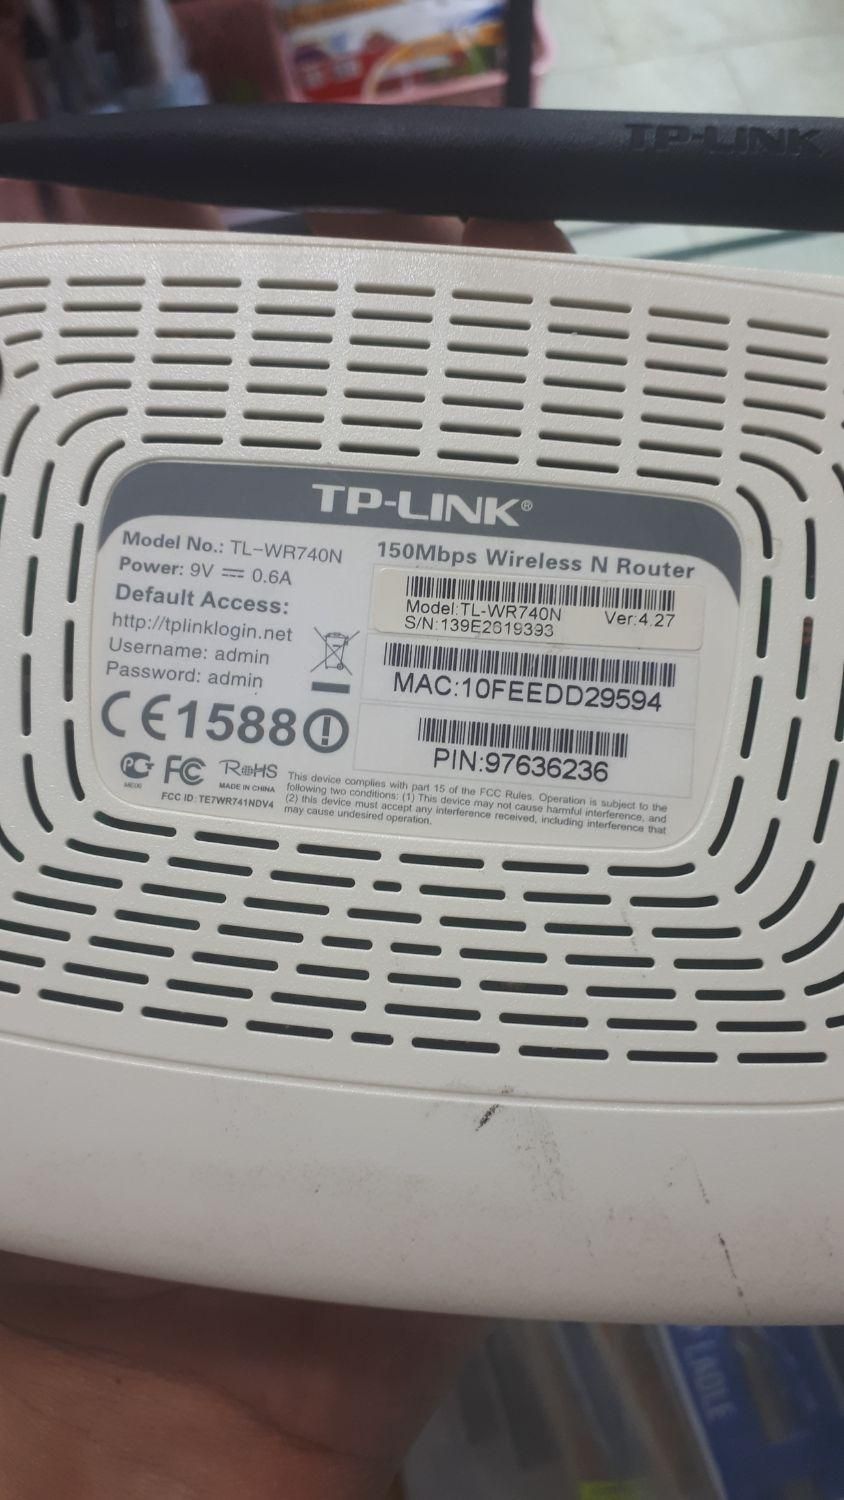 TP-LINK
TP-LINK®
Model No.: TL-WR740N
Power: 9V ⎓ 0.6A
Default Access:
http://tplinklogin.net
Username: admin
Password: admin
CE1588
150Mbps Wireless N Router
Model:TL-WR740N Ver:4.27
S/N:139E2619393
MAC:10FEEDD29594
PIN:97636236
FC RoHS
MADE IN CHINA
FCC ID: TE7WR741NDV4
This device complies with part 15 of the FCC Rules. Operation is subject to the
following two conditions: (1) This device may not cause harmful interference, and
(2) this device must accept any interference received, including interference that
may cause undesired operation.